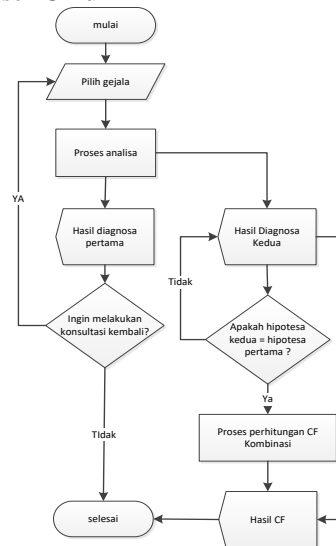 mulai
Pilih gejala
Proses analisa
YA
Hasil diagnosa
pertama
Hasil Diagnosa
Kedua
Tidak
Ingin melakukan
konsultasi kembali?
Apakah hipotesa
kedua = hipotesa
pertama ?
Ya
TIdak
Proses perhitungan CF
Kombinasi
selesai
Hasil CF